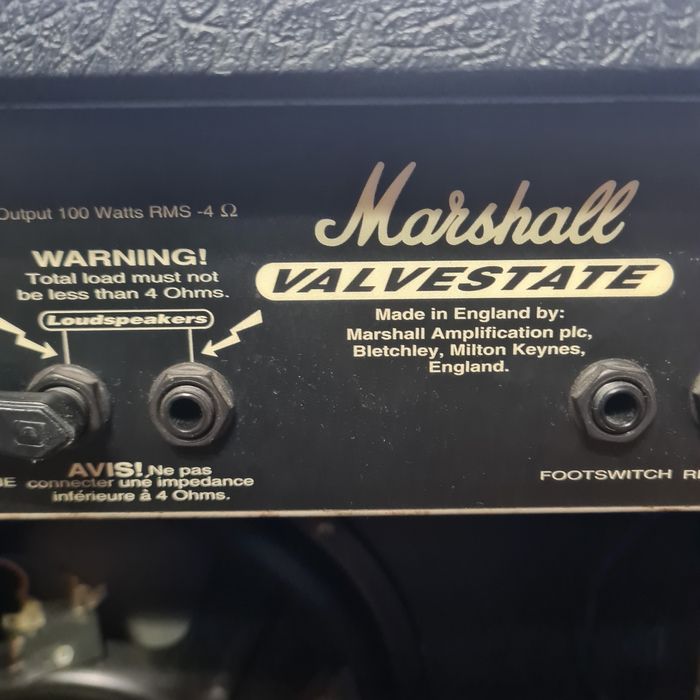 Output 100 Watts RMS -4 Ω
WARNING!
Total load must not
be less than 4 Ohms.
Loudspeakers
AVIS! Ne pas
connecter une impedance
inférieure à 4 Ohms.
Marshall
VALVESTATE
Made in England by:
Marshall Amplification plc,
Bletchley, Milton Keynes,
England.
FOOTSWITCH